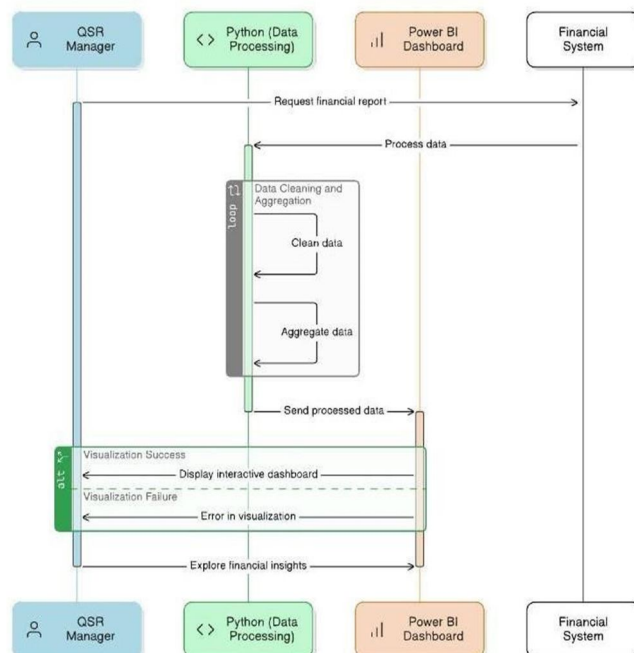 QSR
Manager
Python (Data
Processing)
Power BI
Dashboard
Financial
System
Request financial report
Process data
loop
Data Cleaning and
Aggregation
Clean data
Aggregate data
Send processed data
alt
Visualization Success
Display interactive dashboard
Visualization Failure
Error in visualization
Explore financial insights
QSR
Manager
Python (Data
Processing)
Power BI
Dashboard
Financial
System